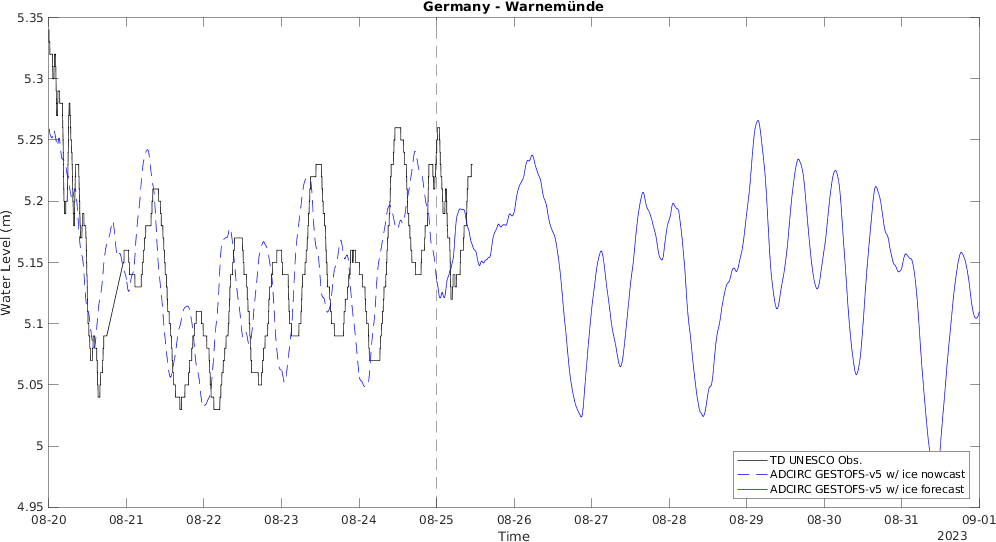 Germany - Warnemünde
5.35
5.3
5.25
5.2
5.15
5.1
5.05
5
4.95
Water Level (m)
08-20 08-21 08-22 08-23 08-24 08-25 08-26 08-27 08-28 08-29 08-30 08-31 09-01
Time
2023
TD UNESCO Obs.
ADCIRC GESTOFS-v5 w/ ice nowcast
ADCIRC GESTOFS-v5 w/ ice forecast